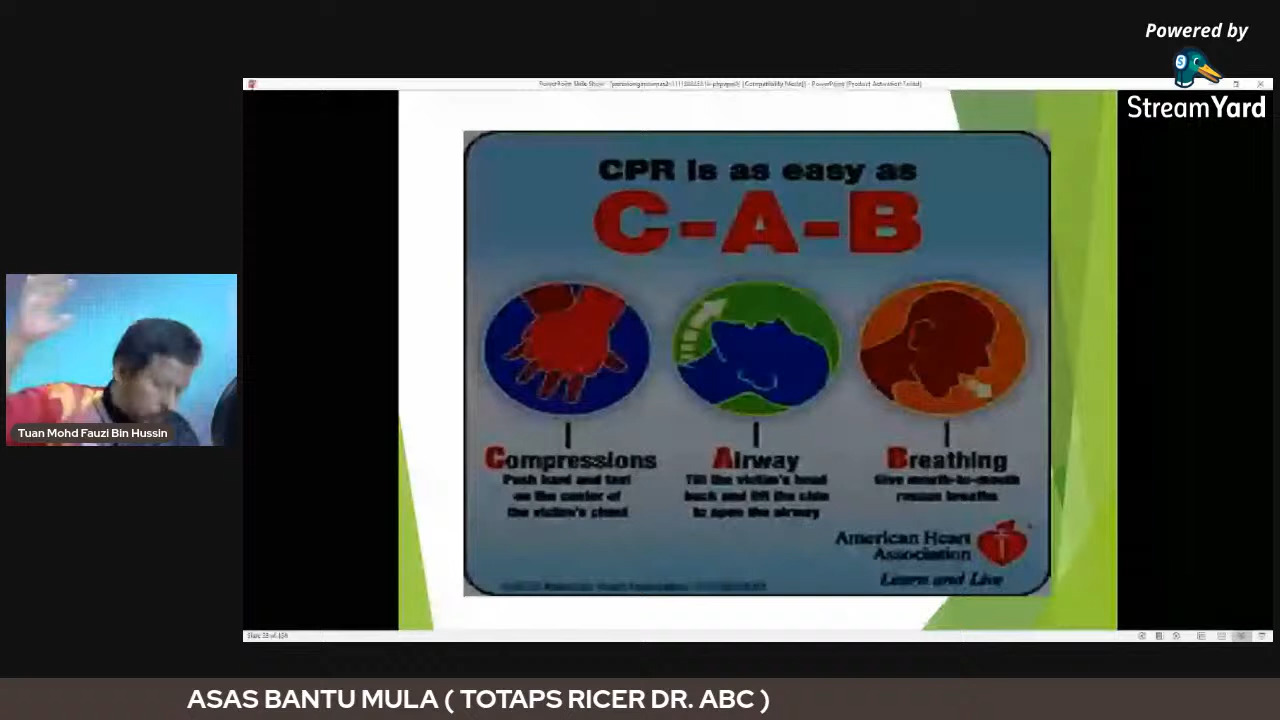 Powered by
StreamYard
CPR is as easy as
C-A-B
Compressions
Push hard and fast
on the center of
the victim's chest
Airway
Tilt the victim's head
back and lift the chin
to open the airway
Breathing
Give mouth-to-mouth
rescue breaths
American Heart
Association
Learn and Live
Tuan Mohd Fauzi Bin Hussin
ASAS BANTU MULA ( TOTAPS RICER DR. ABC )